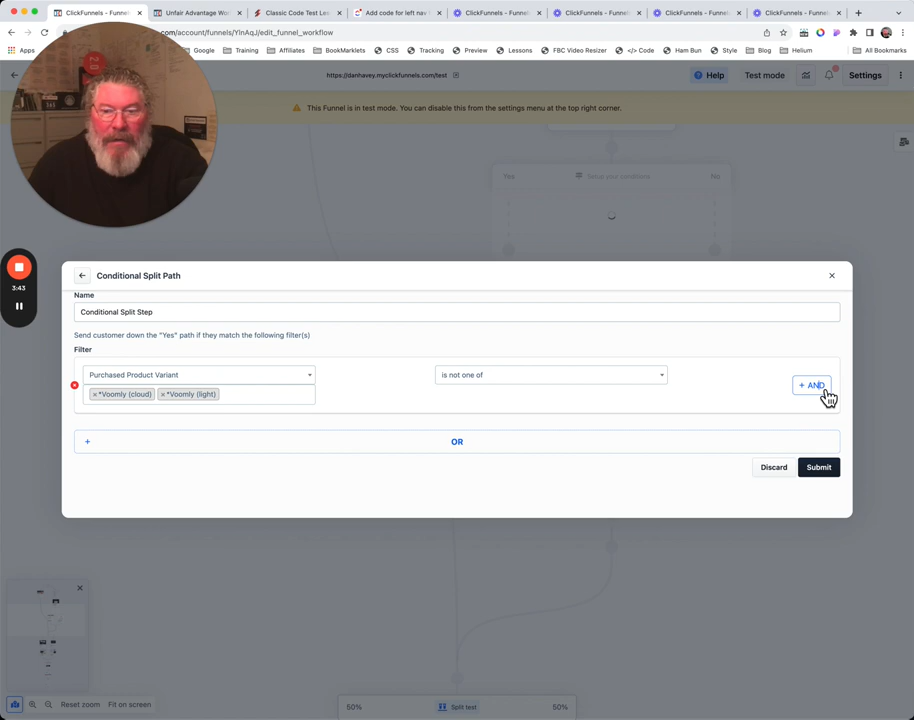 ClickFunnels - Funnel
Unfair Advantage Wor
Classic Code Test Les
Add code for left nav
ClickFunnels - Funnels
ClickFunnels - Funnels
ClickFunnels - Funnels
ClickFunnels - Funnels
.com/account/funnels/YlnAqJ/edit_funnel_workflow
Apps
Google
Training
Affiliates
BookMarklets
CSS
Tracking
Preview
Lessons
FBC Video Resizer
</> Code
Ham Bun
Style
Blog
Helium
All Bookmarks
https://danhavey.myclickfunnels.com/test
Help
Test mode
Settings
This Funnel is in test mode. You can disable this from the settings menu at the top right corner.
Yes
Setup your conditions
No
3:43
Conditional Split Path
Name
Conditional Split Step
Send customer down the "Yes" path if they match the following filter(s)
Filter
Purchased Product Variant
is not one of
×*Voomly (cloud)
×*Voomly (light)
+ AND
+ OR
Discard
Submit
Reset zoom
Fit on screen
50%
Split test
50%